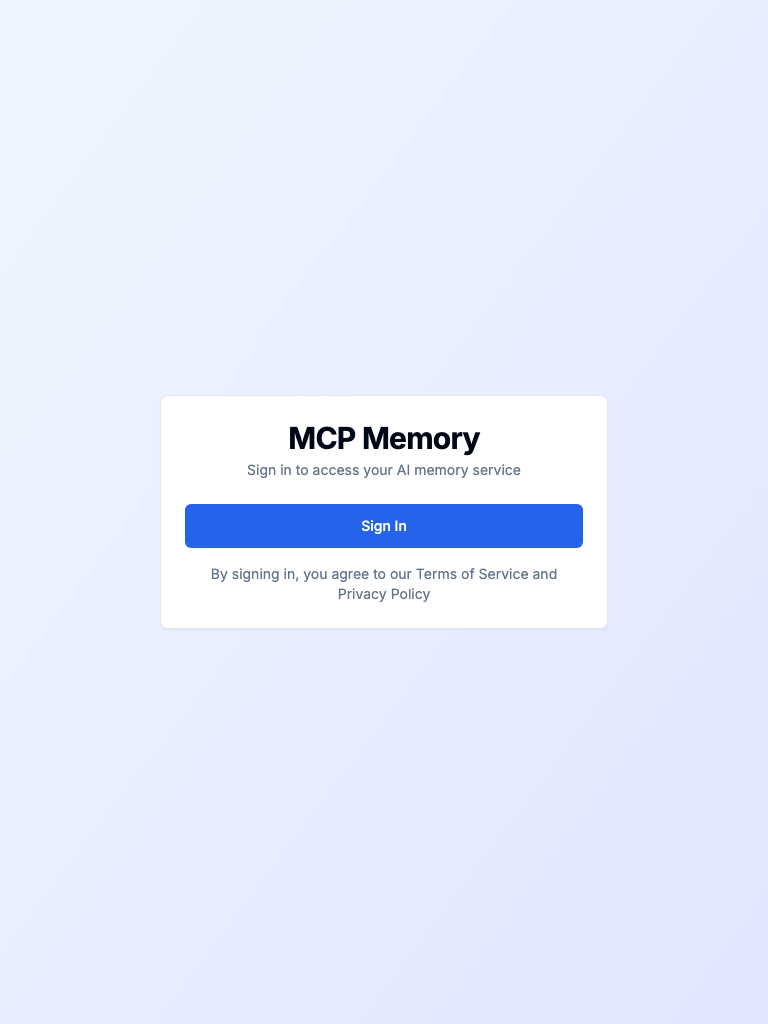 MCP Memory
Sign in to access your AI memory service
Sign In
By signing in, you agree to our Terms of Service and
Privacy Policy